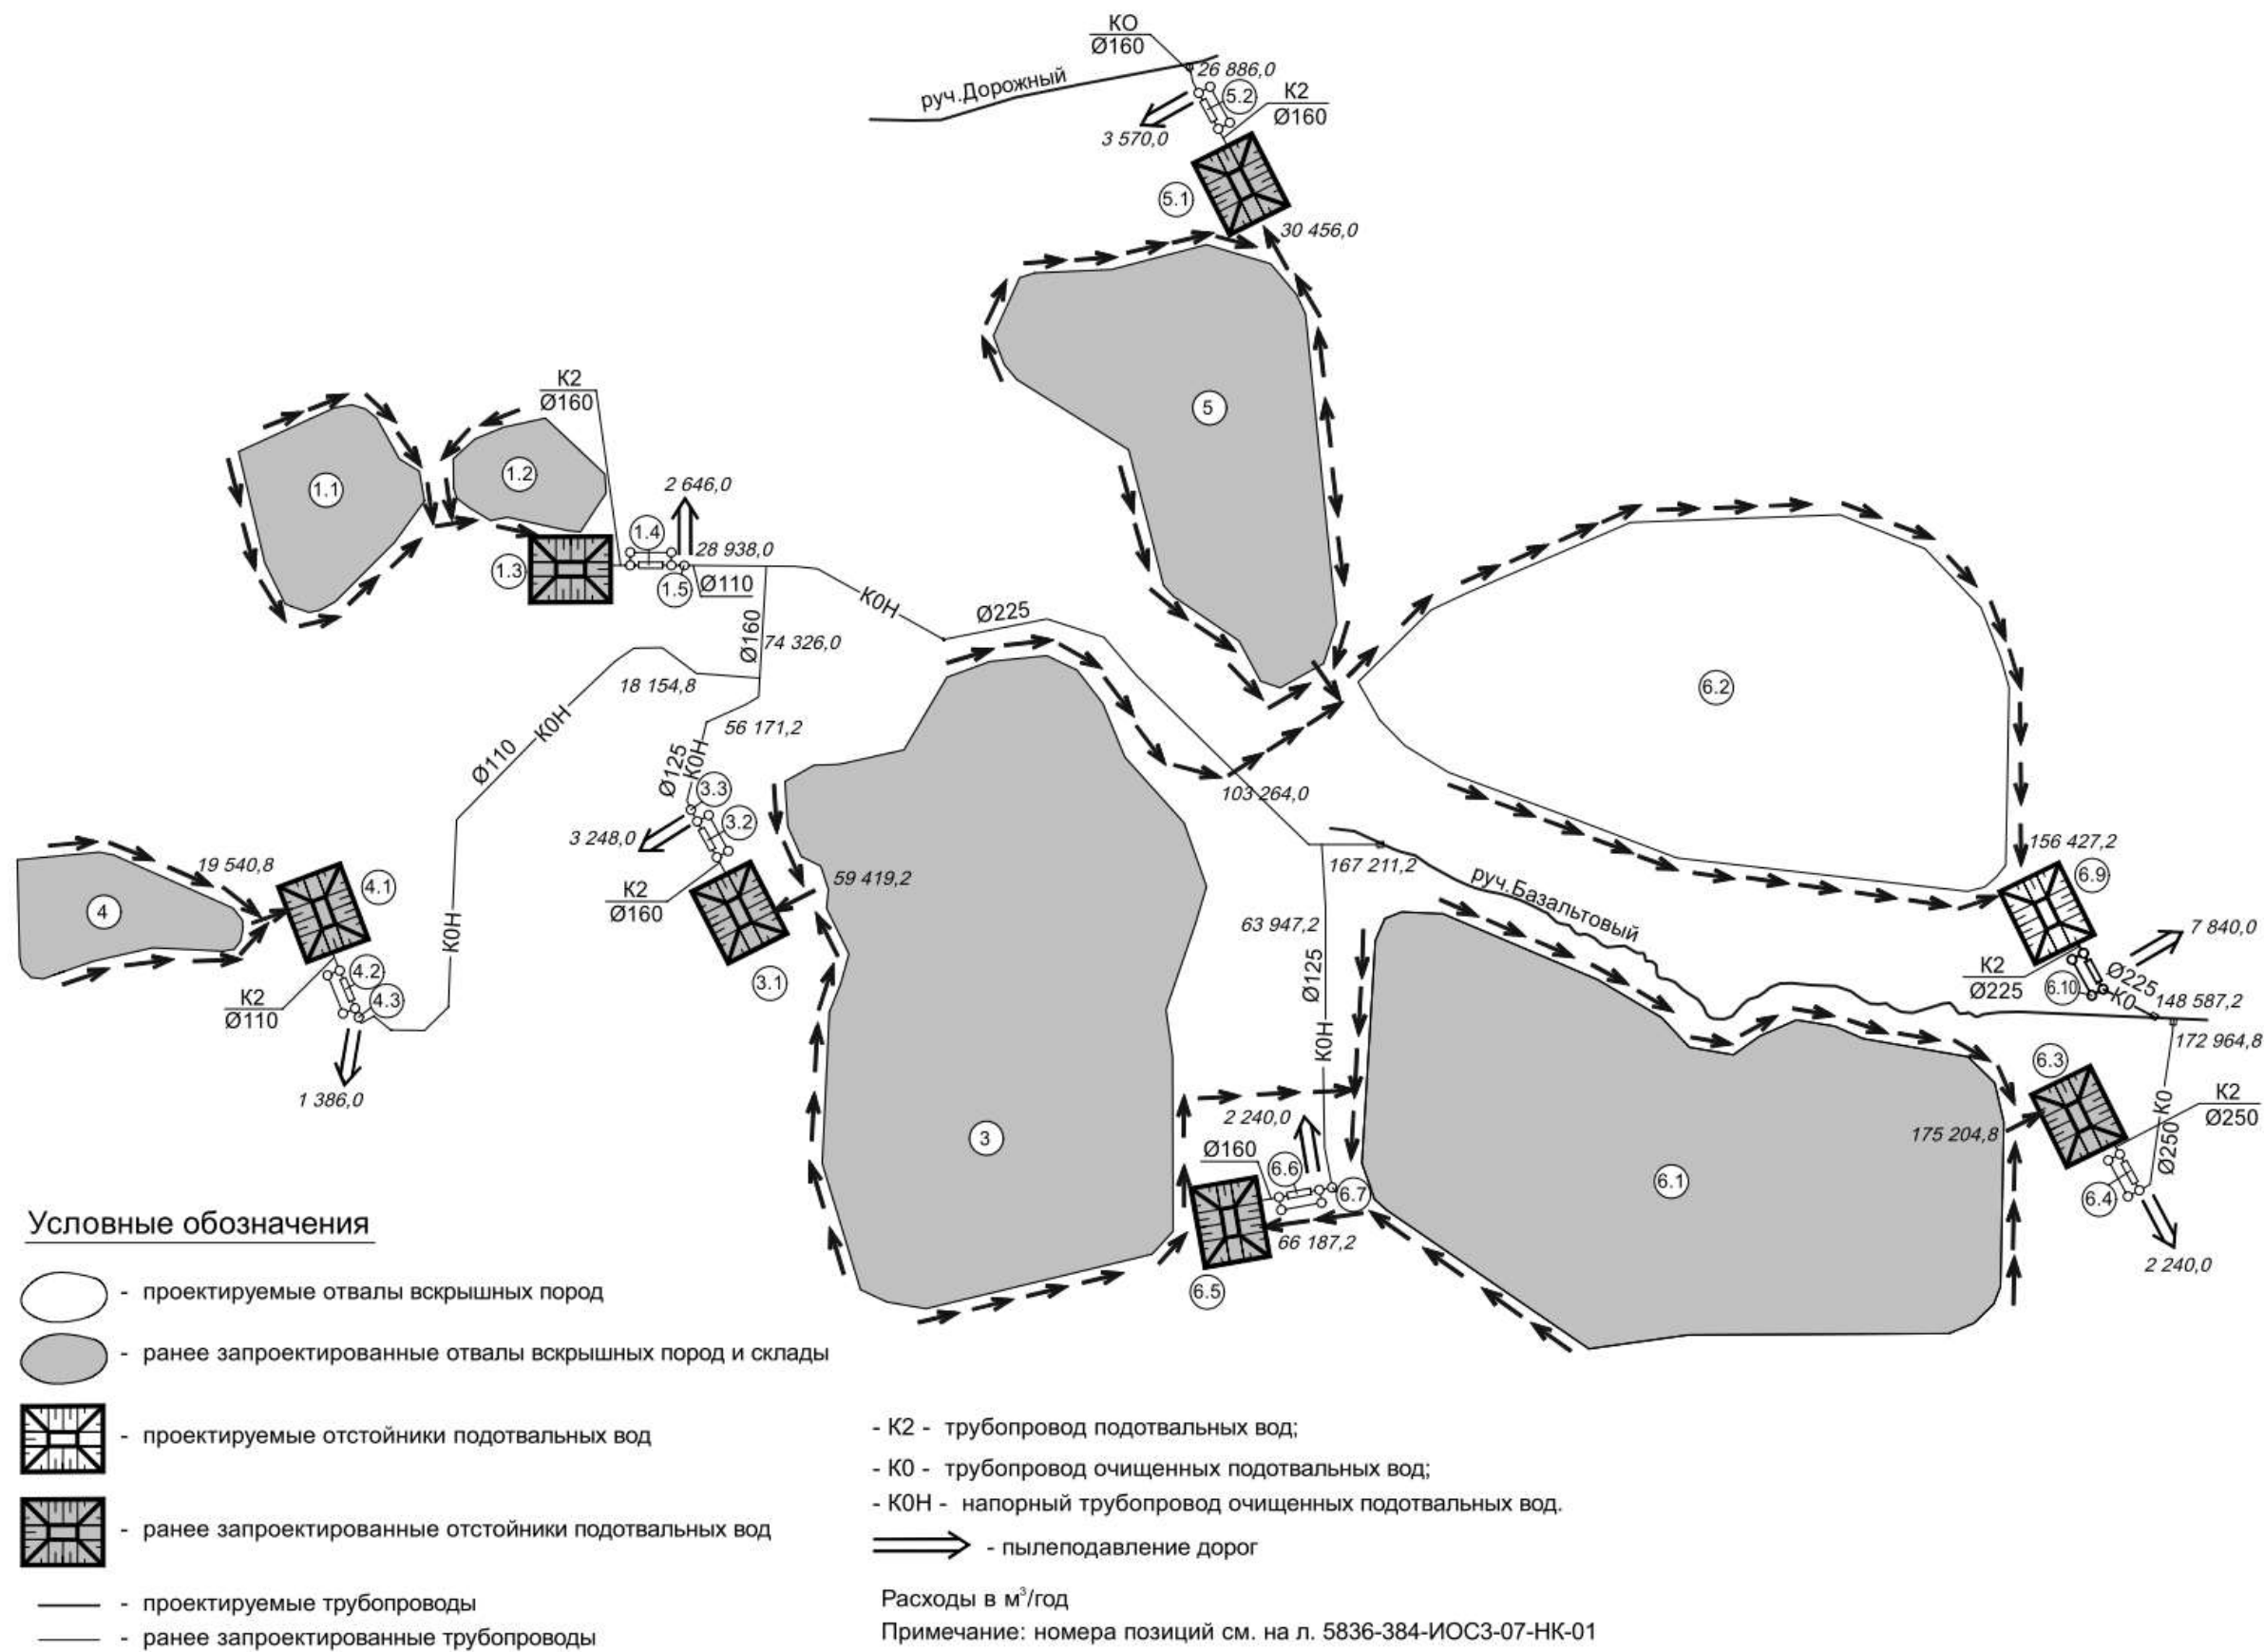 КО
Ø160
26 886,0
руч.Дорожный
5.2
К2
Ø160
3 570,0
5.1
30 456,0
К2
Ø160
5
1.1
1.2
2 646,0
1.4
28 938,0
1.3
1.5
Ø110
К0Н
Ø225
Ø160
74 326,0
18 154,8
6.2
К0Н
56 171,2
Ø110
Ø125
К0Н
3.3
103 264,0
3.2
3 248,0
156 427,2
167 211,2
19 540,8
4.1
59 419,2
К2
Ø160
руч.Базальтовый
6.9
4
63 947,2
7 840,0
К0Н
3.1
4.2
4.3
К2
Ø110
Ø125
К2
Ø225
6.10
Ø225
К0
148 587,2
К0Н
172 964,8
6.3
1 386,0
К0
К2
Ø250
2 240,0
3
175 204,8
Ø250
Ø160
6.6
6.7
6.1
6.4
66 187,2
2 240,0
6.5
Условные обозначения
- проектируемые отвалы вскрышных пород
- ранее запроектированные отвалы вскрышных пород и склады
- проектируемые отстойники подотвальных вод
- ранее запроектированные отстойники подотвальных вод
- проектируемые трубопроводы
- ранее запроектированные трубопроводы
- К2 - трубопровод подотвальных вод;
- К0 - трубопровод очищенных подотвальных вод;
- К0Н - напорный трубопровод очищенных подотвальных вод.
- пылеподавление дорог
Расходы в м³/год
Примечание: номера позиций см. на л. 5836-384-ИОС3-07-НК-01